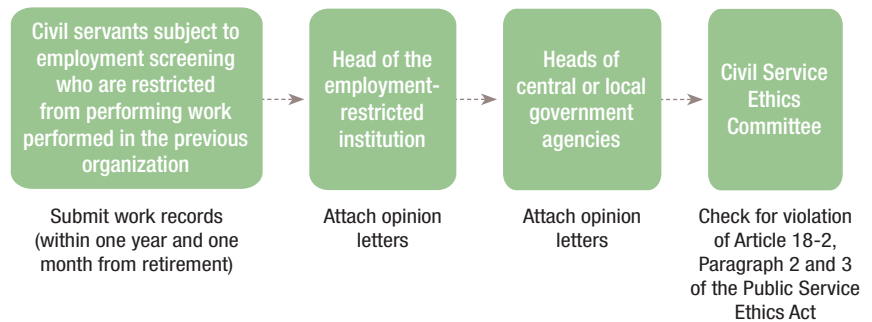 Civil servants subject to
employment screening
who are restricted
from performing work
performed in the previous
organization
Submit work records
(within one year and one
month from retirement)
Head of the
employment-
restricted
institution
Attach opinion
letters
Heads of
central or local
government
agencies
Attach opinion
letters
Civil Service
Ethics
Committee
Check for violation
of Article 18-2,
Paragraph 2 and 3
of the Public Service
Ethics Act